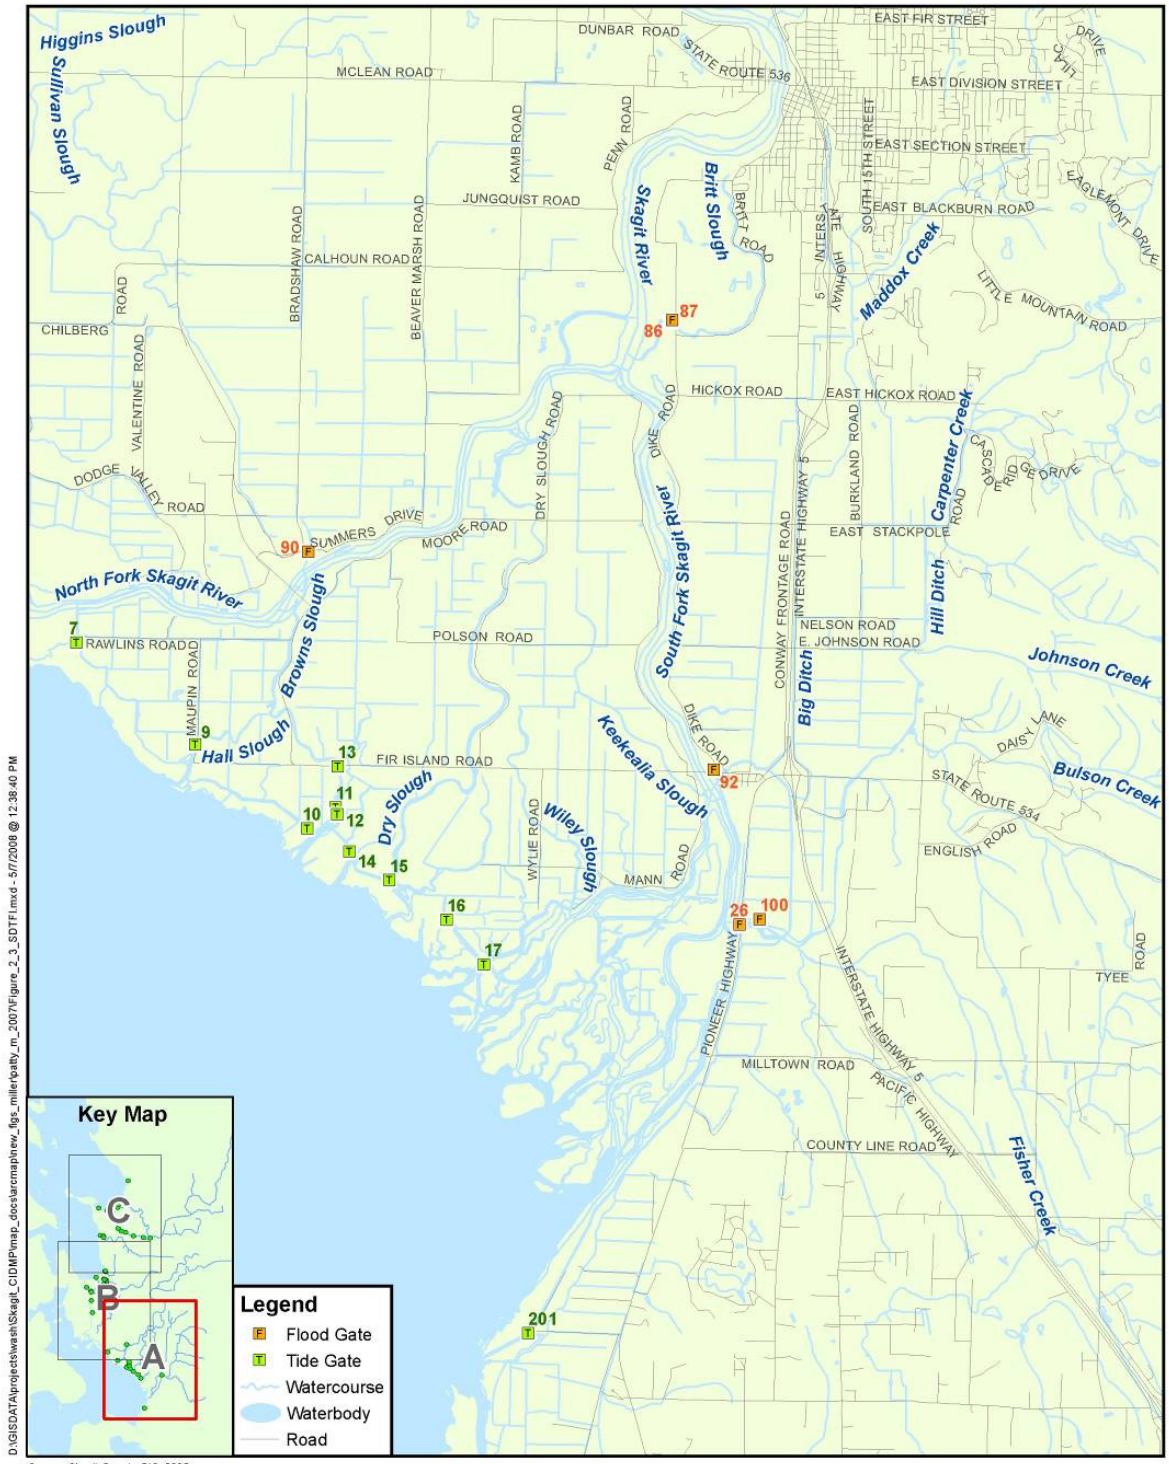 Higgins Slough
Sullivan Slough
DUNBAR ROAD
STATE ROUTE 536
EAST FIR STREET
LILAC DRIVE
MCLEAN ROAD
EAST DIVISION STREET
KAMB ROAD
PENN ROAD
SOUTH 15TH STREET
EAST SECTION STREET
EAGLEMONT DRIVE
JUNGQUIST ROAD
Skagit River
Britt Slough
BRITT ROAD
EAST BLACKBURN ROAD
INTERSTATE HIGHWAY 5
Maddox Creek
BRADSHAW ROAD
CALHOUN ROAD
BEAVER MARSH ROAD
LITTLE MOUNTAIN ROAD
CHILBERG ROAD
87
F
86
VALENTINE ROAD
HICKOX ROAD
EAST HICKOX ROAD
DIKE ROAD
DRY SLOUGH ROAD
BURKLAND ROAD
Carpenter Creek
CASCADE RIDGE DRIVE
DODGE VALLEY ROAD
INTERSTATE HIGHWAY 5
CONWAY FRONTAGE ROAD
South Fork Skagit River
EAST STACKPOLE ROAD
SUMMERS DRIVE
MOORE ROAD
90
F
North Fork Skagit River
Browns Slough
Hill Ditch
NELSON ROAD
E. JOHNSON ROAD
7
T
RAWLINS ROAD
POLSON ROAD
Johnson Creek
MAUPIN ROAD
Big Ditch
9
T
Hall Slough
DIKE ROAD
Keekealia Slough
DAISY LANE
13
T
FIR ISLAND ROAD
F
92
Bulson Creek
STATE ROUTE 534
11
T
10
T
T
12
Dry Slough
WYLIE ROAD
Wiley Slough
ENGLISH ROAD
T
14
15
T
MANN ROAD
16
T
26
F
100
F
17
T
PIONEER HIGHWAY
INTERSTATE HIGHWAY 5
TYEE ROAD
MILLTOWN ROAD
PACIFIC HIGHWAY
COUNTY LINE ROAD
Fisher Creek
201
T
Key Map
C
B
A
Legend
F Flood Gate
T Tide Gate
Watercourse
Waterbody
Road